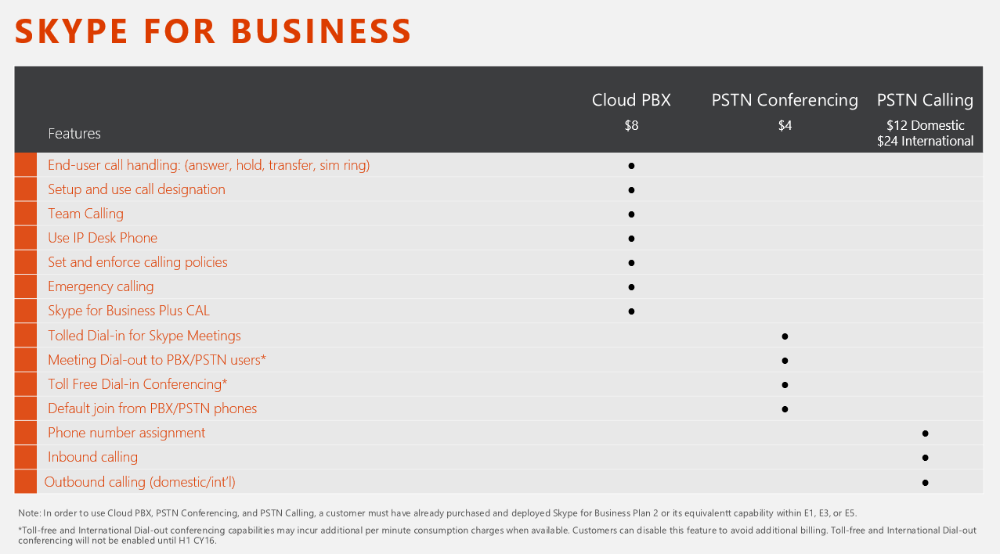 SKYPE FOR BUSINESS
Cloud PBX PSTN Conferencing PSTN Calling
$8 $4 $12 Domestic
Features $24 International
End-user call handling: (answer, hold, transfer, sim ring) ●
Setup and use call designation ●
Team Calling ●
Use IP Desk Phone ●
Set and enforce calling policies ●
Emergency calling ●
Skype for Business Plus CAL ●
Tolled Dial-in for Skype Meetings ●
Meeting Dial-out to PBX/PSTN users* ●
Toll Free Dial-in Conferencing* ●
Default join from PBX/PSTN phones ●
Phone number assignment ●
Inbound calling ●
Outbound calling (domestic/int’l) ●
Note: In order to use Cloud PBX, PSTN Conferencing, and PSTN Calling, a customer must have already purchased and deployed Skype for Business Plan 2 or its equivalentt capability within E1, E3, or E5.
*Toll-free and International Dial-out conferencing capabilities may incur additional per minute consumption charges when available. Customers can disable this feature to avoid additional billing. Toll-free and International Dial-out
conferencing will not be enabled until H1 CY16.